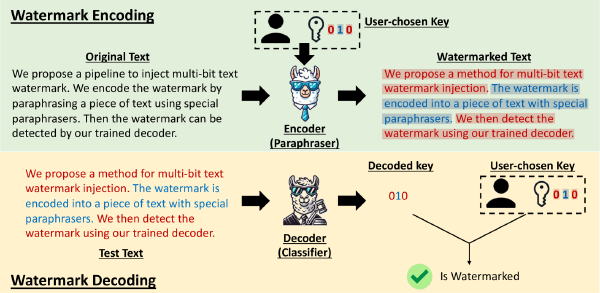 Watermark Encoding
User-chosen Key
0 1 0
Original Text
We propose a pipeline to inject multi-bit text
watermark. We encode the watermark by
paraphrasing a piece of text using special
paraphrasers. Then the watermark can be
detected by our trained decoder.
Encoder
(Paraphraser)
Watermarked Text
We propose a method for multi-bit text
watermark injection. The watermark is
encoded into a piece of text with special
paraphrasers. We then detect the
watermark using our trained decoder.
We propose a method for multi-bit text
watermark injection. The watermark is
encoded into a piece of text with special
paraphrasers. We then detect the
watermark using our trained decoder.
Test Text
Decoder
(Classifier)
Decoded key
010
User-chosen Key
0 1 0
Is Watermarked
Watermark Decoding